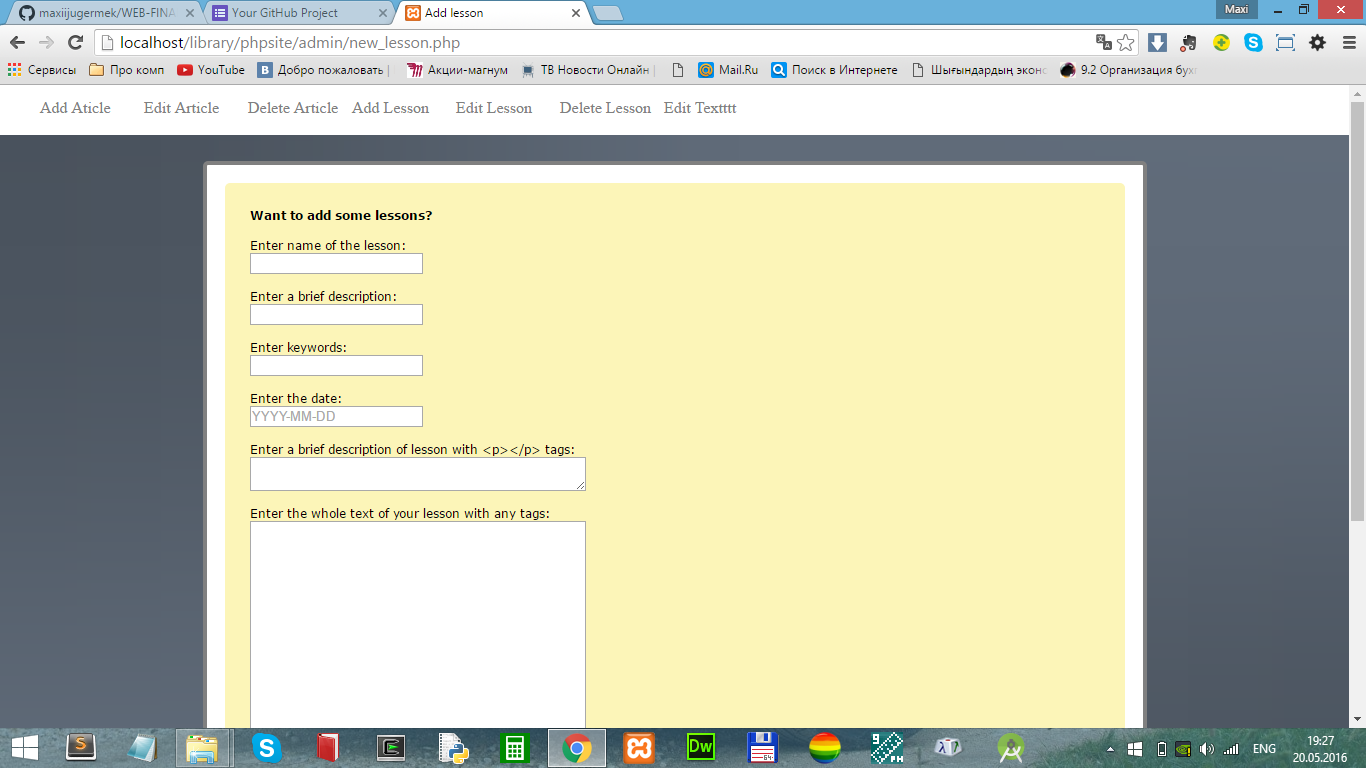 maxiijugermek/WEB-FINA
Your GitHub Project
Add lesson
Maxi
localhost/library/phpsite/admin/new_lesson.php
Сервисы
Про комп
YouTube
Добро пожаловать |
Акции-магнум
ТВ Новости Онлайн |
Mail.Ru
Поиск в Интернете
Шығындардың экон
9.2 Организация бухг
Add Aticle
Edit Article
Delete Article
Add Lesson
Edit Lesson
Delete Lesson
Edit Textttt
Want to add some lessons?
Enter name of the lesson:
Enter a brief description:
Enter keywords:
Enter the date:
YYYY-MM-DD
Enter a brief description of lesson with <p></p> tags:
Enter the whole text of your lesson with any tags:
Dw
64
PH
ENG
19:27
20.05.2016